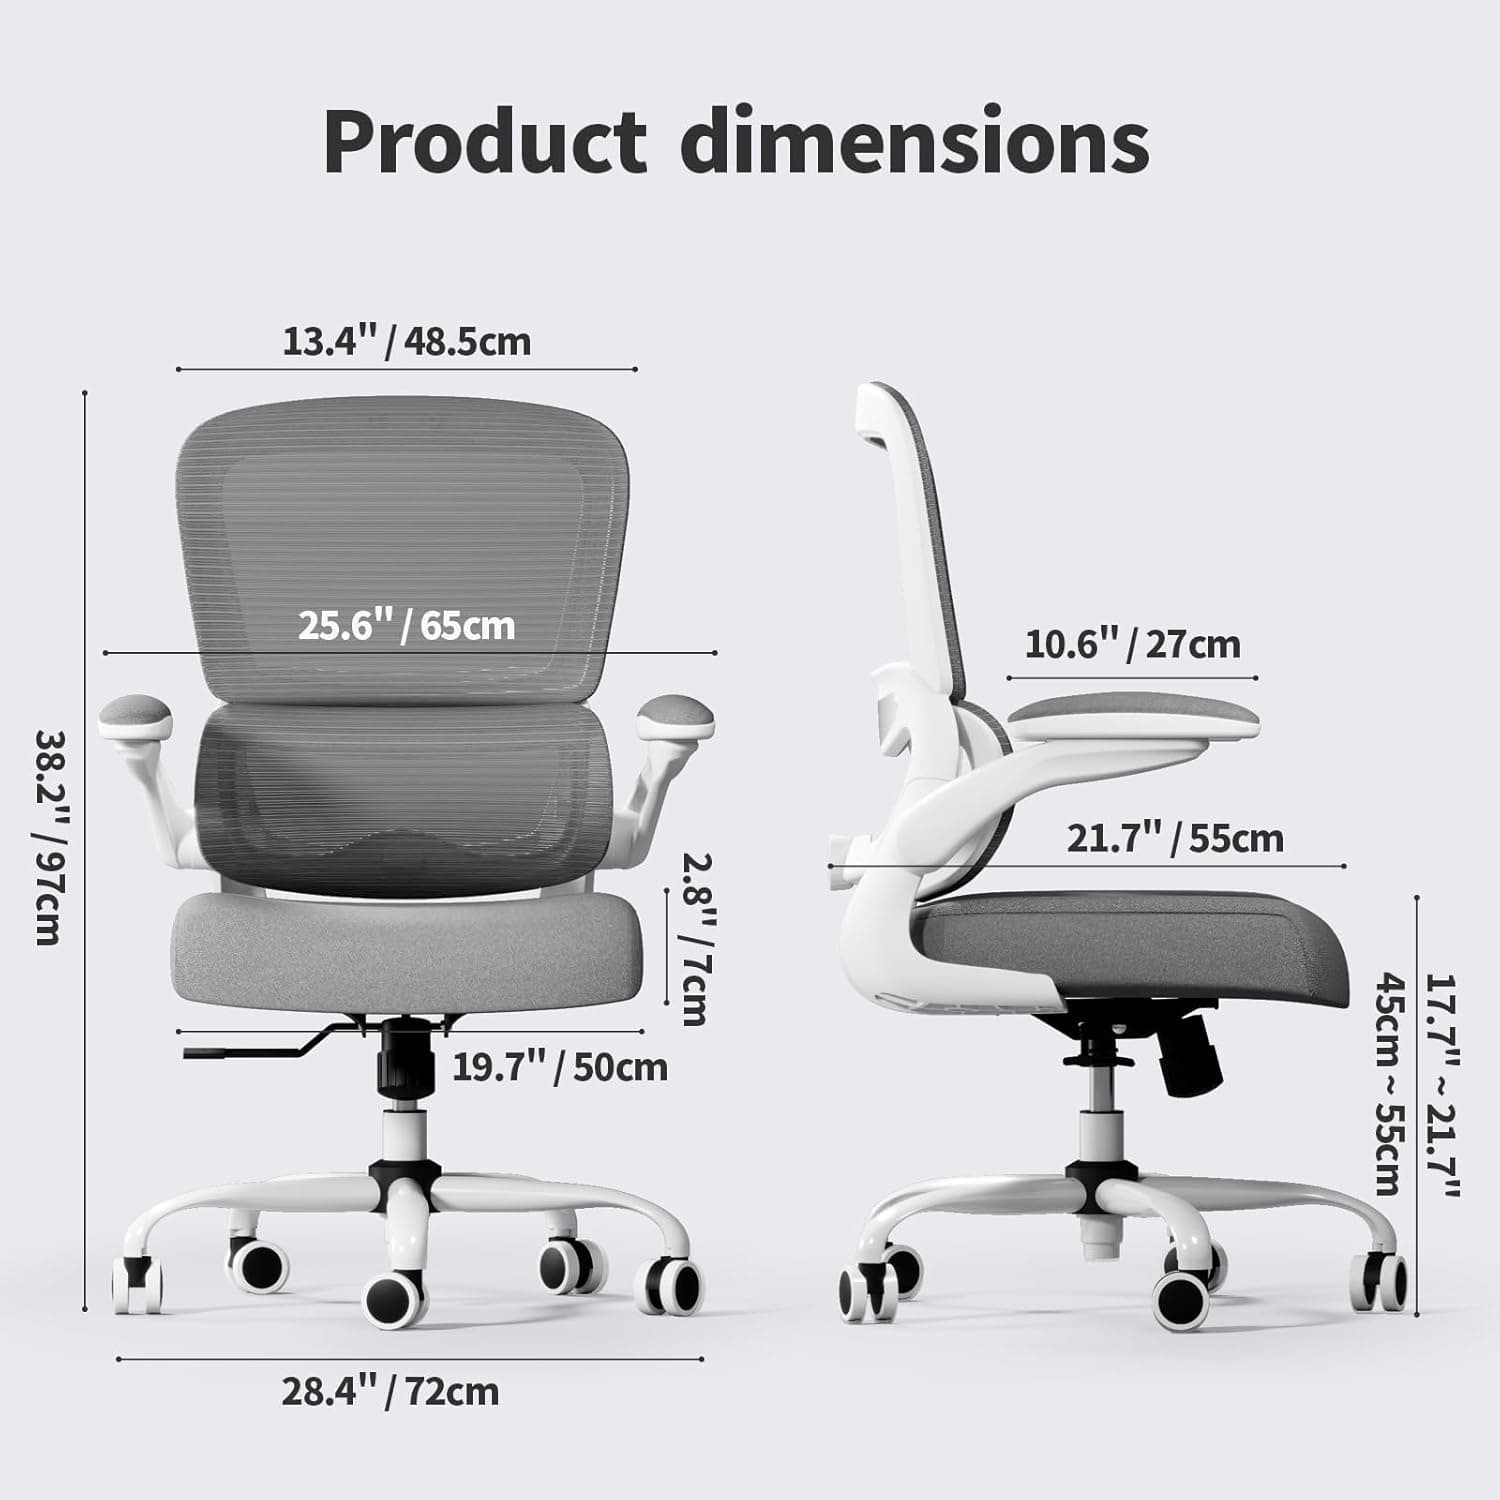 Product dimensions
13.4" / 48.5cm
25.6" / 65cm
10.6" / 27cm
38.2" / 97cm
21.7" / 55cm
2.8" / 7cm
19.7" / 50cm
17.7" ~ 21.7"
45cm ~ 55cm
28.4" / 72cm